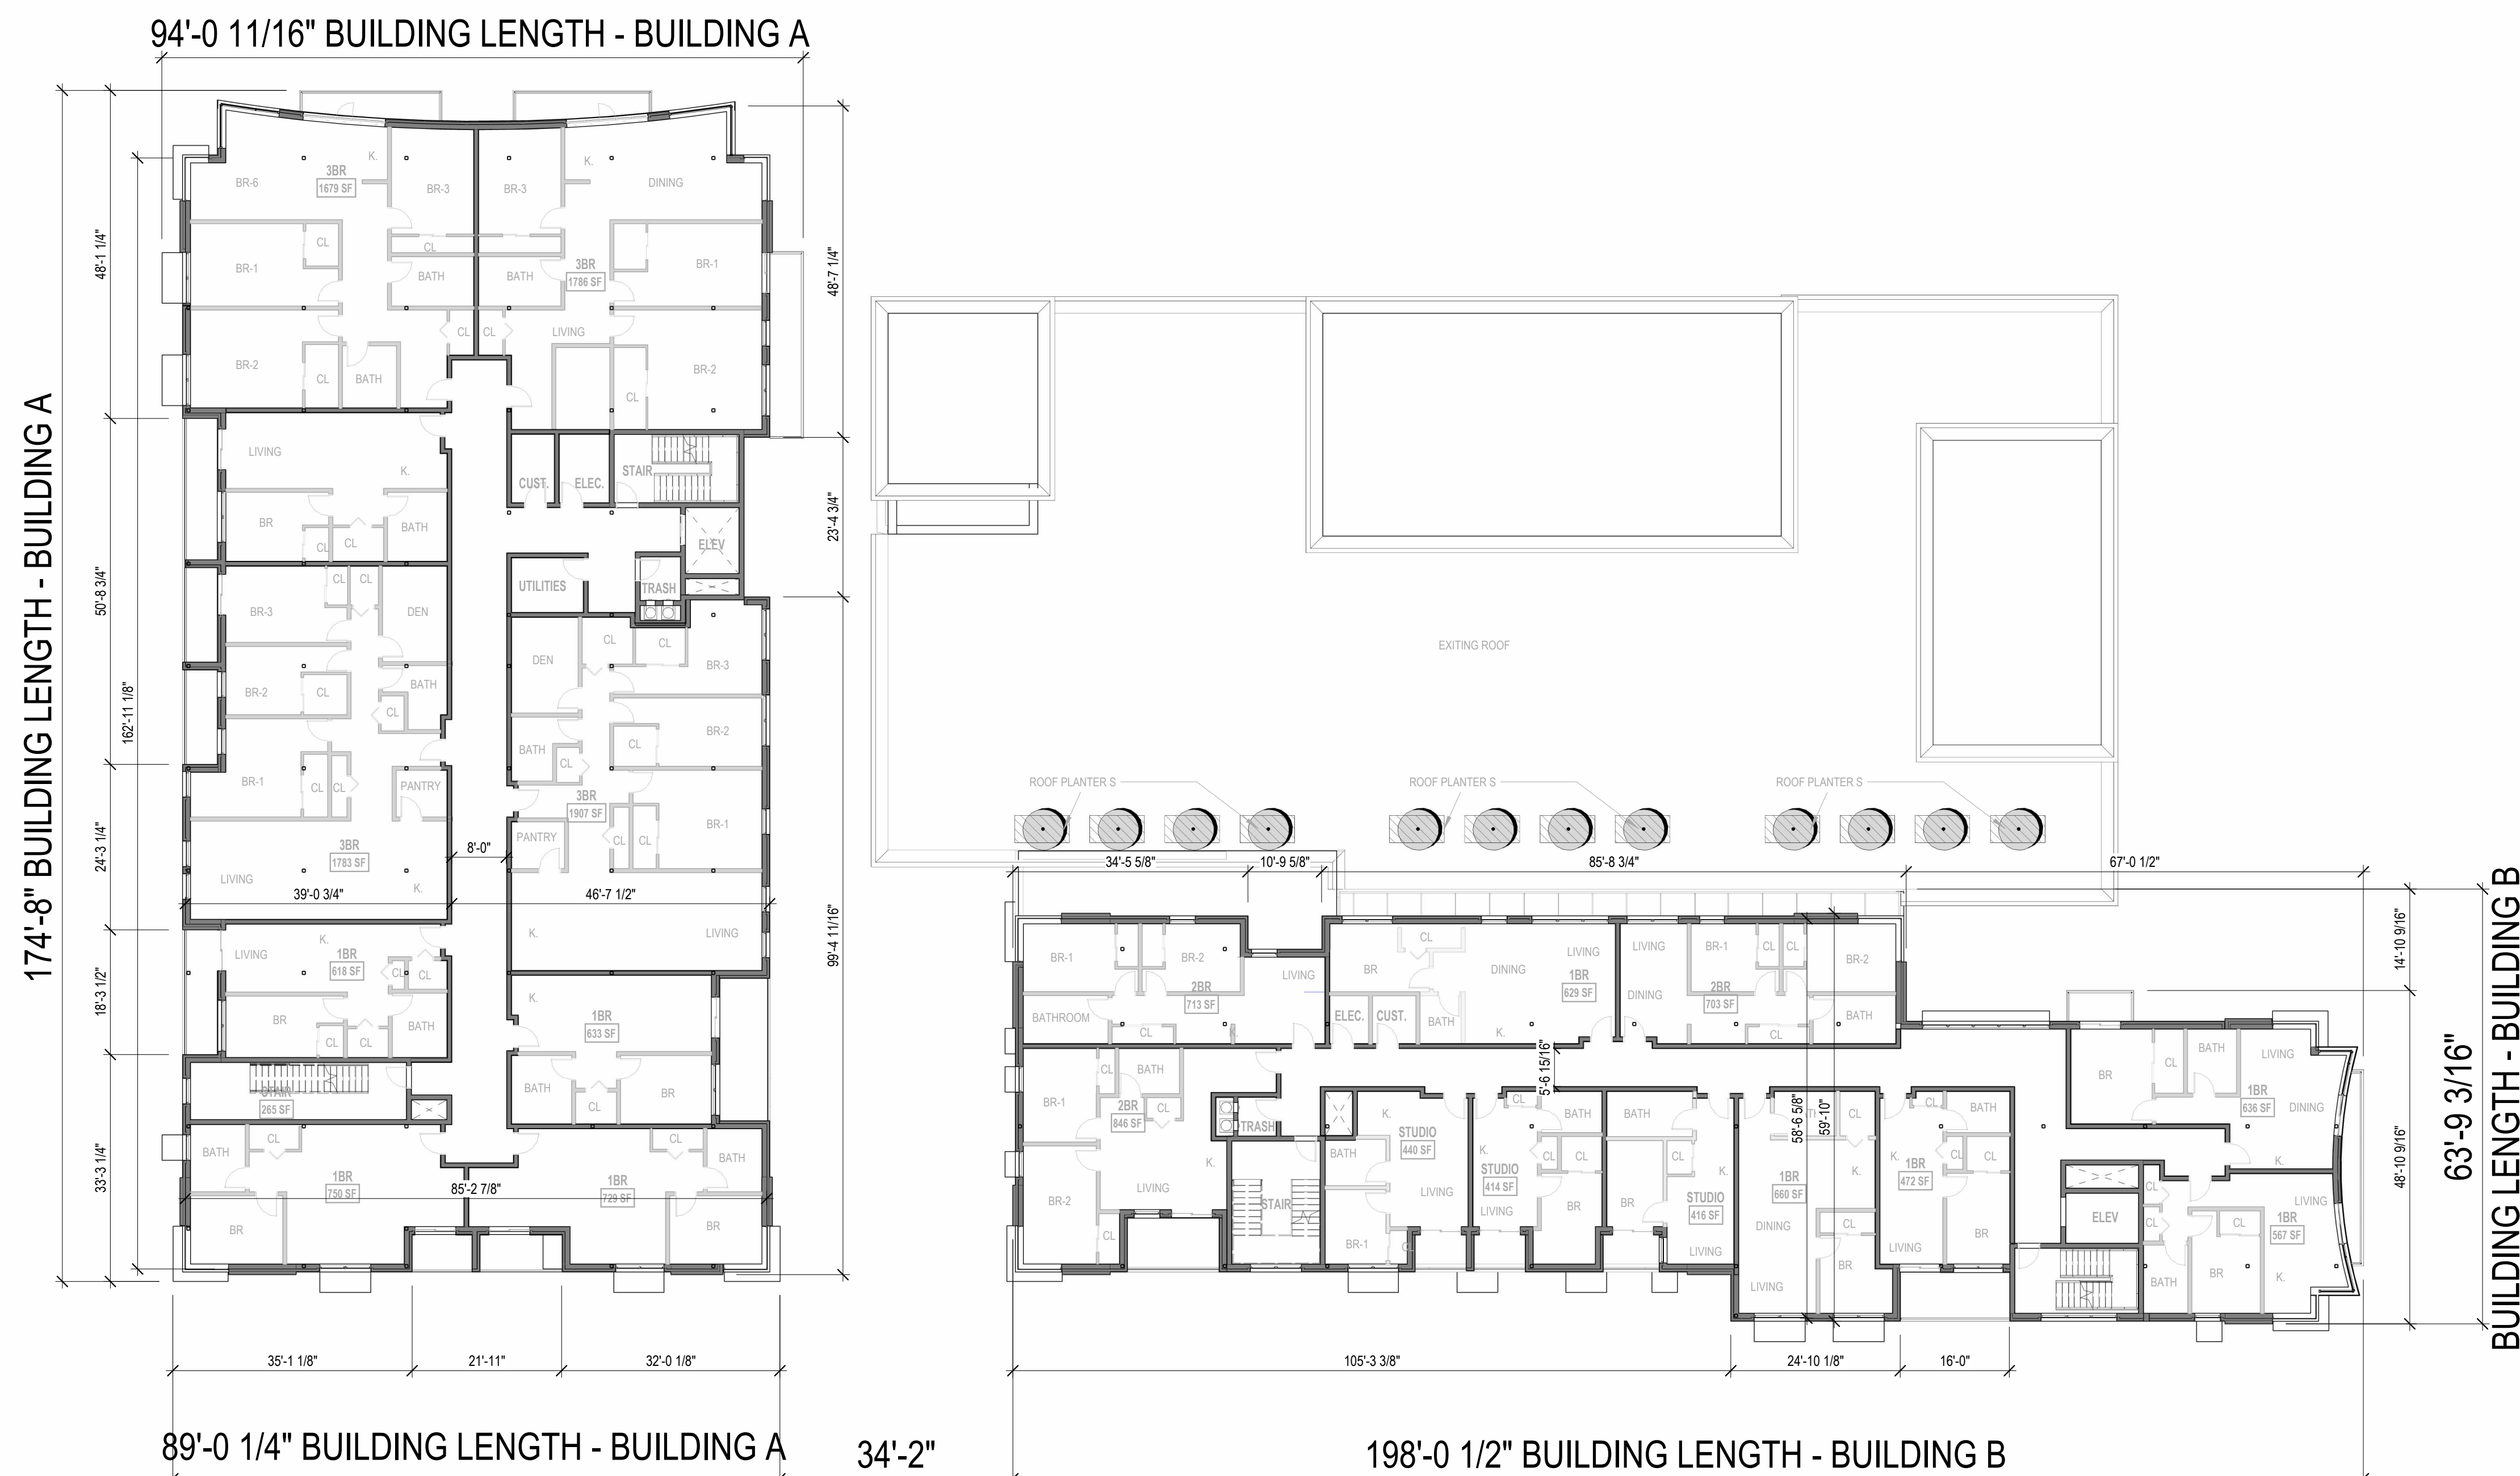 94'-0 11/16" BUILDING LENGTH - BUILDING A
174'-8" BUILDING LENGTH - BUILDING A
48'-1 1/4"
50'-8 3/4"
24'-3 1/4"
18'-3 1/2"
33'-3 1/4"
162'-11 1/8"
48'-7 1/4"
23'-4 3/4"
99'-4 11/16"
BR-6
3BR
1679 SF
K.
BR-3
BR-3
K.
DINING
BR-1
CL
CL
BATH
BATH
3BR
1786 SF
BR-1
BR-2
CL
BATH
CL
CL
LIVING
CL
BR-2
LIVING
K.
BR
CL
CL
BATH
CUST.
ELEC.
STAIR
ELEV
UTILITIES
TRASH
BR-3
CL
CL
DEN
BR-2
CL
BATH
CL
BR-1
CL
CL
PANTRY
3BR
1783 SF
LIVING
K.
39'-0 3/4"
8'-0"
46'-7 1/2"
DEN
CL
CL
BR-3
BR-2
CL
BATH
CL
3BR
1907 SF
BR-1
PANTRY
CL
CL
K.
LIVING
LIVING
K.
1BR
618 SF
CL
CL
BR
CL
CL
BATH
K.
1BR
633 SF
BATH
CL
BR
STAIR
265 SF
BATH
CL
1BR
750 SF
BR
85'-2 7/8"
1BR
729 SF
CL
BATH
BR
35'-1 1/8"
21'-11"
32'-0 1/8"
89'-0 1/4" BUILDING LENGTH - BUILDING A
34'-2"
EXITING ROOF
ROOF PLANTER S
ROOF PLANTER S
ROOF PLANTER S
34'-5 5/8"
10'-9 5/8"
85'-8 3/4"
67'-0 1/2"
BR-1
CL
CL
BR-2
LIVING
2BR
713 SF
BATHROOM
CL
K.
CL
BR
DINING
LIVING
1BR
629 SF
ELEC.
CUST.
BATH
K.
LIVING
BR-1
CL
CL
BR-2
DINING
2BR
703 SF
CL
BATH
5'-6 15/16"
58'-6 5/8"
59'-10"
BR-1
CL
BATH
2BR
846 SF
CL
TRASH
BR-2
CL
LIVING
K.
STAIR
K.
STUDIO
440 SF
BATH
LIVING
BR-1
CL
CL
BATH
K.
STUDIO
414 SF
CL
CL
LIVING
BR
BATH
CL
K.
BR
STUDIO
416 SF
LIVING
CL
K.
1BR
660 SF
DINING
CL
LIVING
BR
CL
BATH
K.
1BR
472 SF
CL
CL
LIVING
BR
BR
CL
BATH
LIVING
1BR
636 SF
DINING
K.
CL
ELEV
CL
CL
LIVING
1BR
567 SF
BATH
BR
K.
14'-10 9/16"
48'-10 9/16"
63'-9 3/16"
BUILDING LENGTH - BUILDING B
105'-3 3/8"
24'-10 1/8"
16'-0"
198'-0 1/2" BUILDING LENGTH - BUILDING B